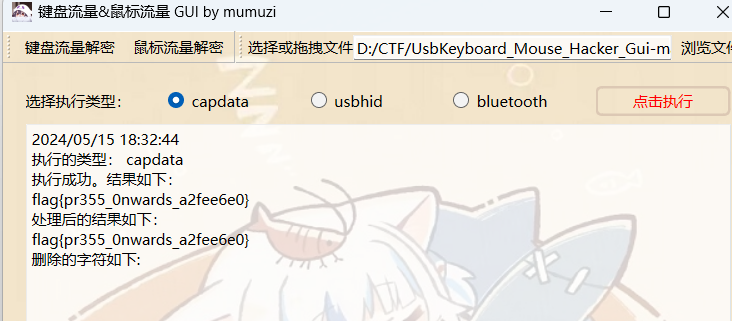 键盘流量&鼠标流量 GUI by mumuzi
键盘流量解密 鼠标流量解密 选择或拖拽文件 D:/CTF/UsbKeyboard_Mouse_Hacker_Gui-m 浏览文件
选择执行类型: capdata usbhid bluetooth 点击执行
2024/05/15 18:32:44
执行的类型: capdata
执行成功。结果如下:
flag{pr355_0nwards_a2fee6e0}
处理后的结果如下:
flag{pr355_0nwards_a2fee6e0}
删除的字符如下: